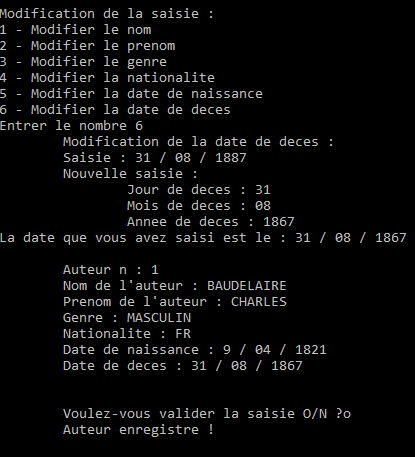 Modification de la saisie :
1 - Modifier le nom
2 - Modifier le prenom
3 - Modifier le genre
4 - Modifier la nationalite
5 - Modifier la date de naissance
6 - Modifier la date de deces
Entrer le nombre 6
Modification de la date de deces :
Saisie : 31 / 08 / 1887
Nouvelle saisie :
Jour de deces : 31
Mois de deces : 08
Annee de deces : 1867
La date que vous avez saisi est le : 31 / 08 / 1867
Auteur n : 1
Nom de l'auteur : BAUDELAIRE
Prenom de l'auteur : CHARLES
Genre : MASCULIN
Nationalite : FR
Date de naissance : 9 / 04 / 1821
Date de deces : 31 / 08 / 1867
Voulez-vous valider la saisie O/N ?o
Auteur enregistre !